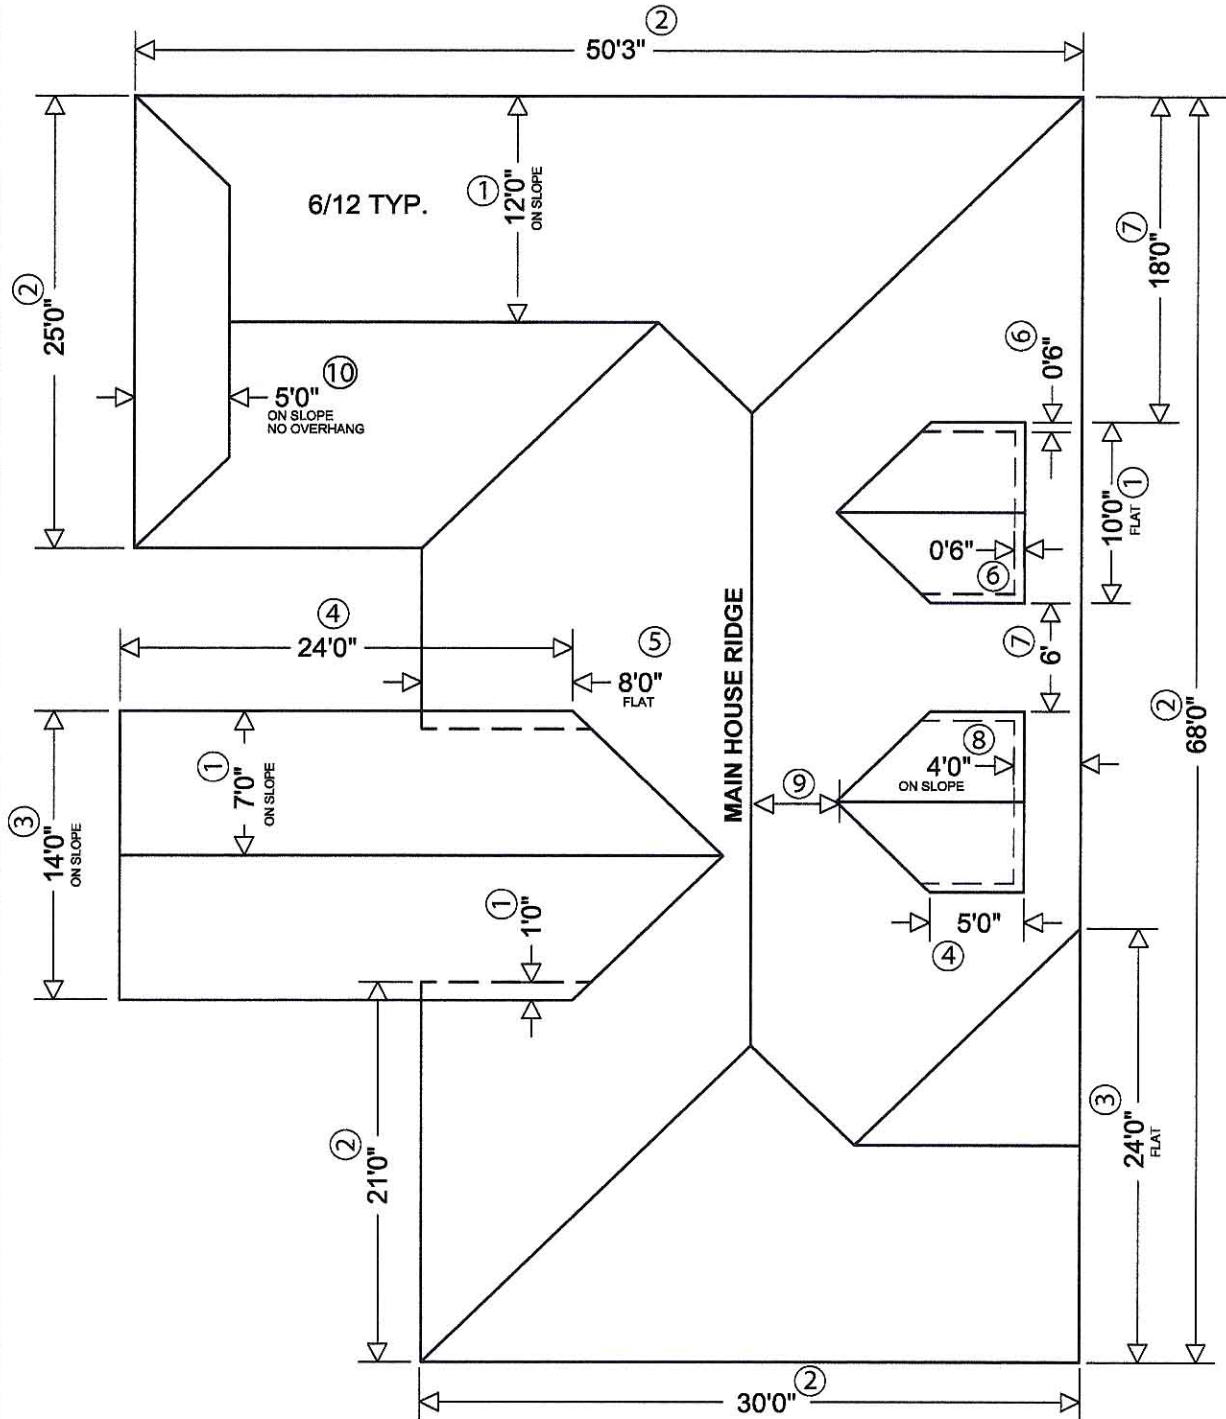 ② 50'3"
② 25'0"
6/12 TYP.
① 12'0"
ON SLOPE
⑦ 18'0"
⑥ 0'6"
5'0" ⑩
ON SLOPE
NO OVERHANG
① 10'0"
FLAT
0'6"
⑥
④
24'0"
⑤
8'0"
FLAT
MAIN HOUSE RIDGE
⑦ 6'
② 68'0"
① 7'0"
ON SLOPE
⑧
4'0"
ON SLOPE
⑨
③ 14'0"
ON SLOPE
① 1'0"
5'0"
④
② 21'0"
③ 24'0"
FLAT
30'0" ②